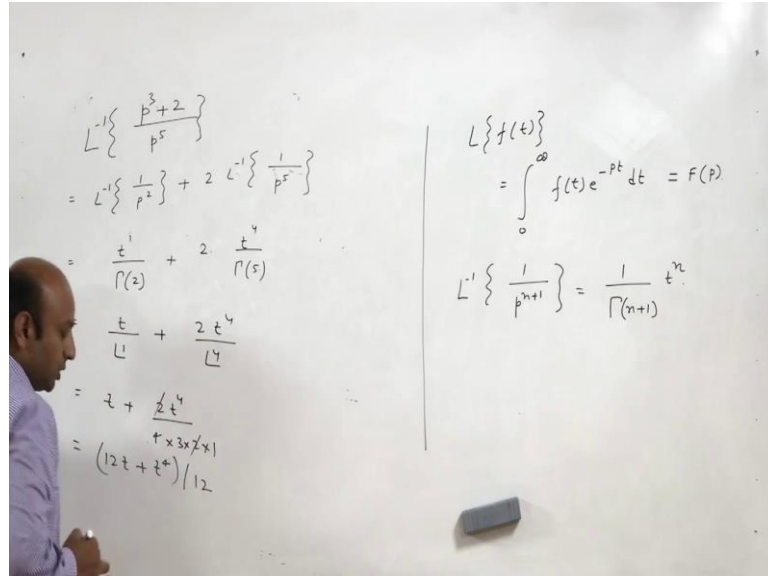 L⁻¹{ (p³+2)/p⁵ }
= L⁻¹{ 1/p² } + 2 L⁻¹{ 1/p⁵ }
= t¹/Γ(2) + 2. t⁴/Γ(5)
t/∟1 + 2t⁴/∟4
= t + 2t⁴/(4×3×2×1)
= (12t + t⁴)/12
L{f(t)}
= ∫₀^∞ f(t)e^(-pt) dt = F(p).
L⁻¹{ 1/p^(n+1) } = 1/Γ(n+1) tⁿ.